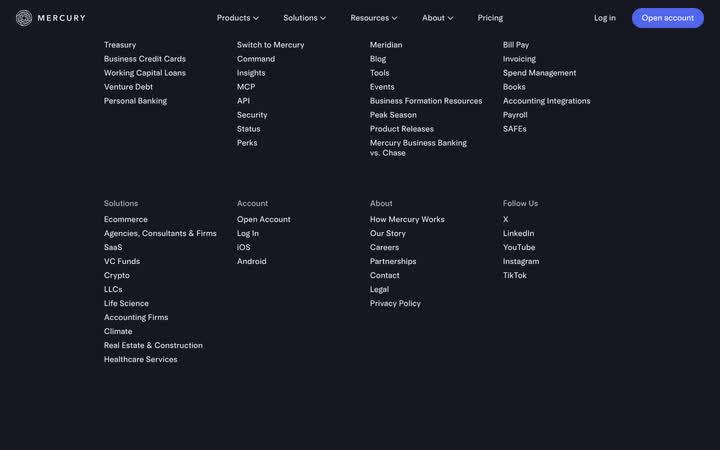 MERCURY
Products
Solutions
Resources
About
Pricing
Log in
Open account
Treasury
Business Credit Cards
Working Capital Loans
Venture Debt
Personal Banking
Switch to Mercury
Command
Insights
MCP
API
Security
Status
Perks
Meridian
Blog
Tools
Events
Business Formation Resources
Peak Season
Product Releases
Mercury Business Banking
vs. Chase
Bill Pay
Invoicing
Spend Management
Books
Accounting Integrations
Payroll
SAFEs
Solutions
Ecommerce
Agencies, Consultants & Firms
SaaS
VC Funds
Crypto
LLCs
Life Science
Accounting Firms
Climate
Real Estate & Construction
Healthcare Services
Account
Open Account
Log In
iOS
Android
About
How Mercury Works
Our Story
Careers
Partnerships
Contact
Legal
Privacy Policy
Follow Us
X
LinkedIn
YouTube
Instagram
TikTok